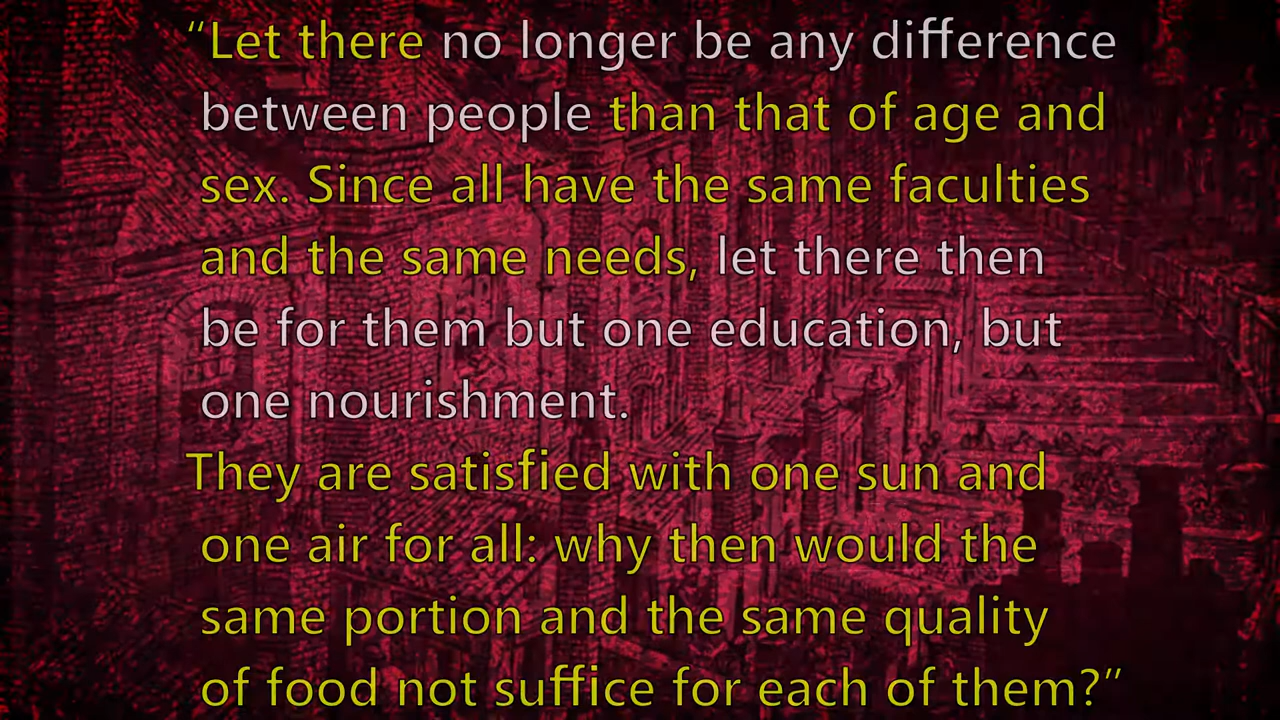 “Let there no longer be any difference
between people than that of age and
sex. Since all have the same faculties
and the same needs, let there then
be for them but one education, but
one nourishment.
They are satisfied with one sun and
one air for all: why then would the
same portion and the same quality
of food not suffice for each of them?”